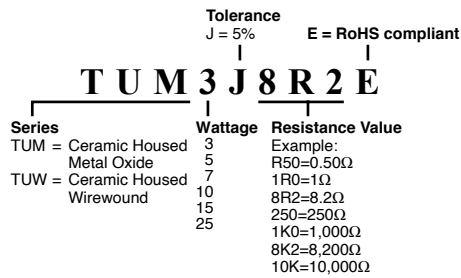 Tolerance
J = 5%
E = RoHS compliant
T U M 3 J 8 R 2 E
Series
TUM = Ceramic Housed
Metal Oxide
TUW = Ceramic Housed
Wirewound
Wattage
3
5
7
10
15
25
Resistance Value
Example:
R50=0.50Ω
1R0=1Ω
8R2=8.2Ω
250=250Ω
1K0=1,000Ω
8K2=8,200Ω
10K=10,000Ω